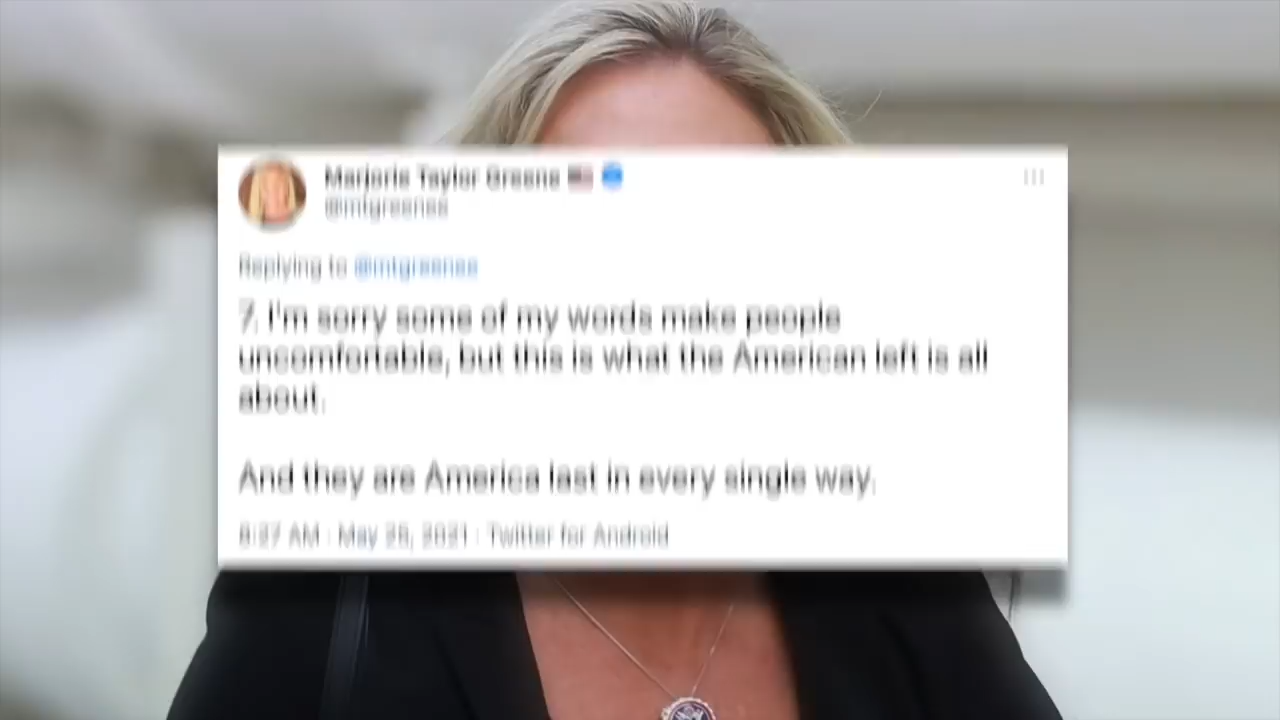 Marjorie Taylor Greene
@mtgreenee
Replying to @mtgreenee
7. I'm sorry some of my words make people
uncomfortable, but this is what the American left is all
about.
And they are America last in every single way.
8:27 AM · May 25, 2021 · Twitter for Android